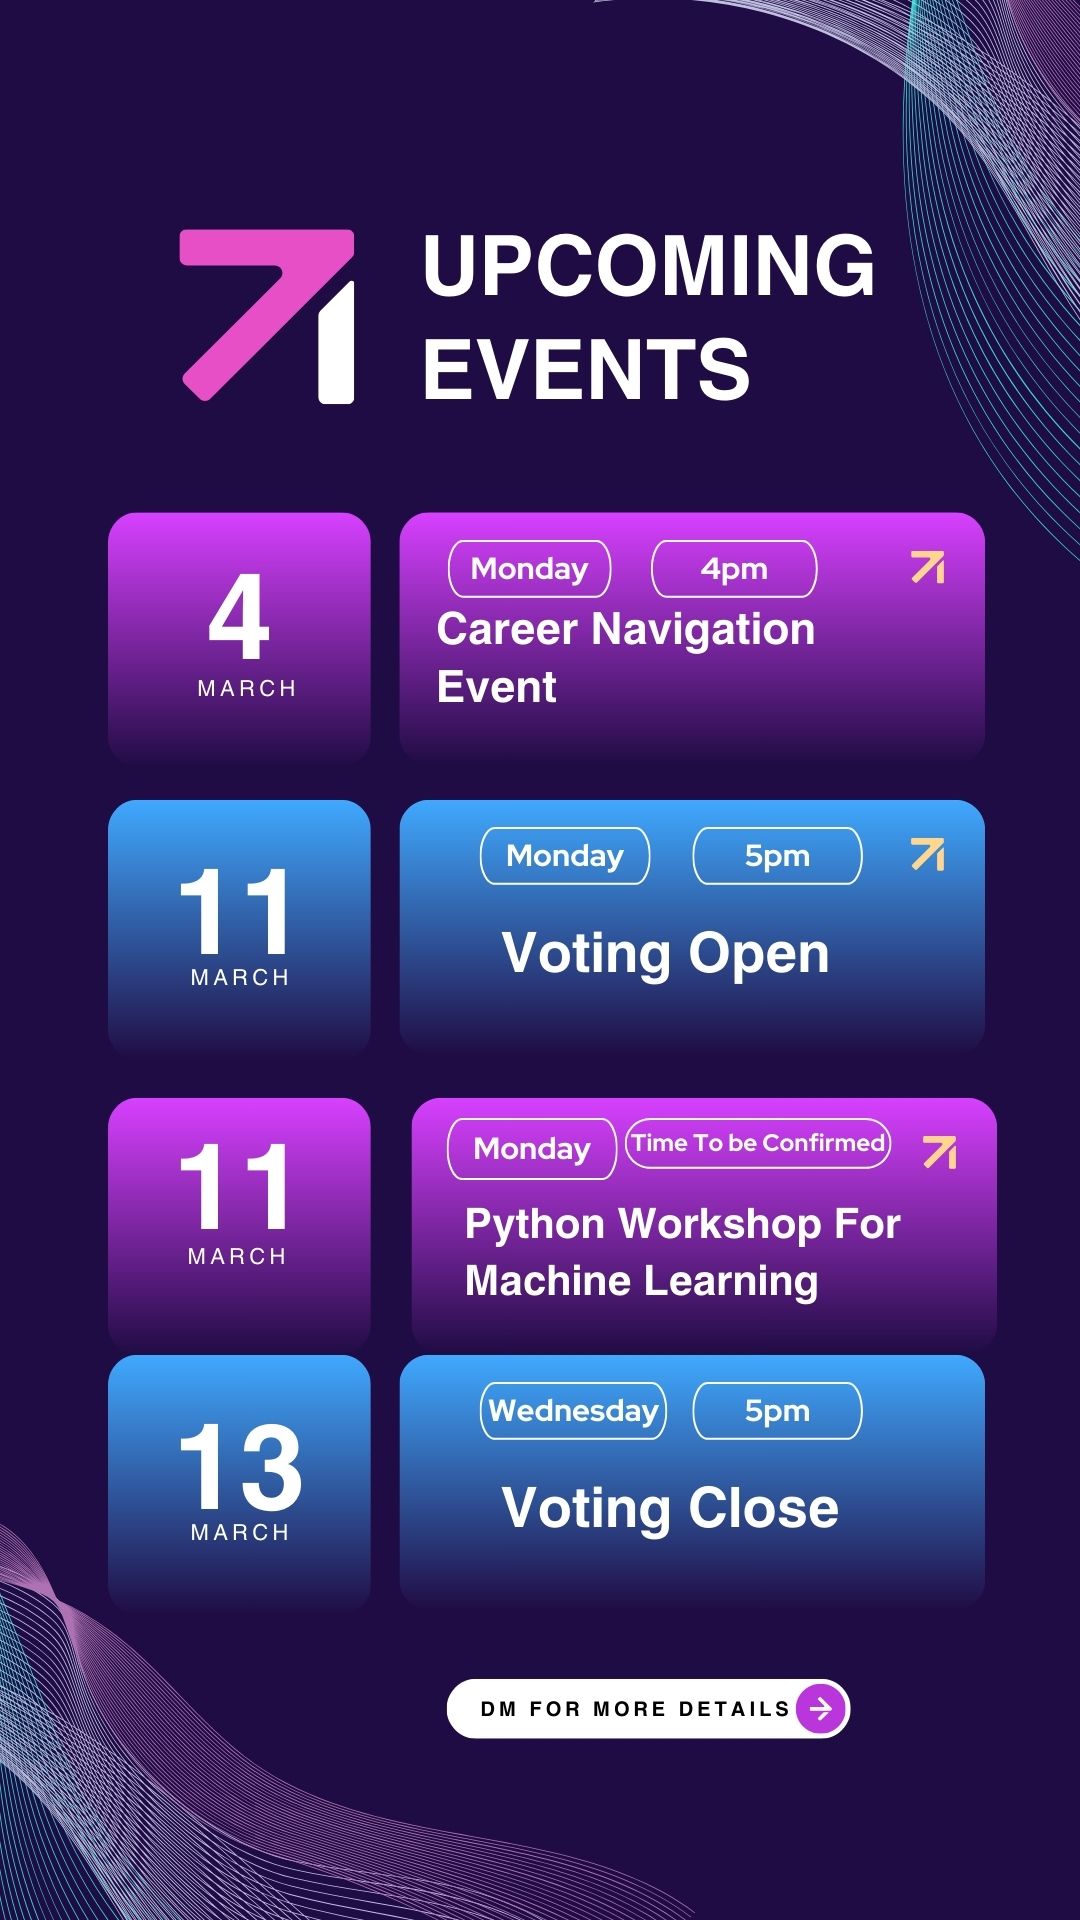 UPCOMING
EVENTS
4
MARCH
Monday 4pm
Career Navigation
Event
11
MARCH
Monday 5pm
Voting Open
11
MARCH
Monday Time To be Confirmed
Python Workshop For
Machine Learning
13
MARCH
Wednesday 5pm
Voting Close
DM FOR MORE DETAILS